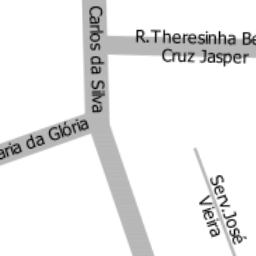 Carlos da Silva
R. Theresinha Be
Cruz Jasper
aria da Glória
Serv. José
Vieira